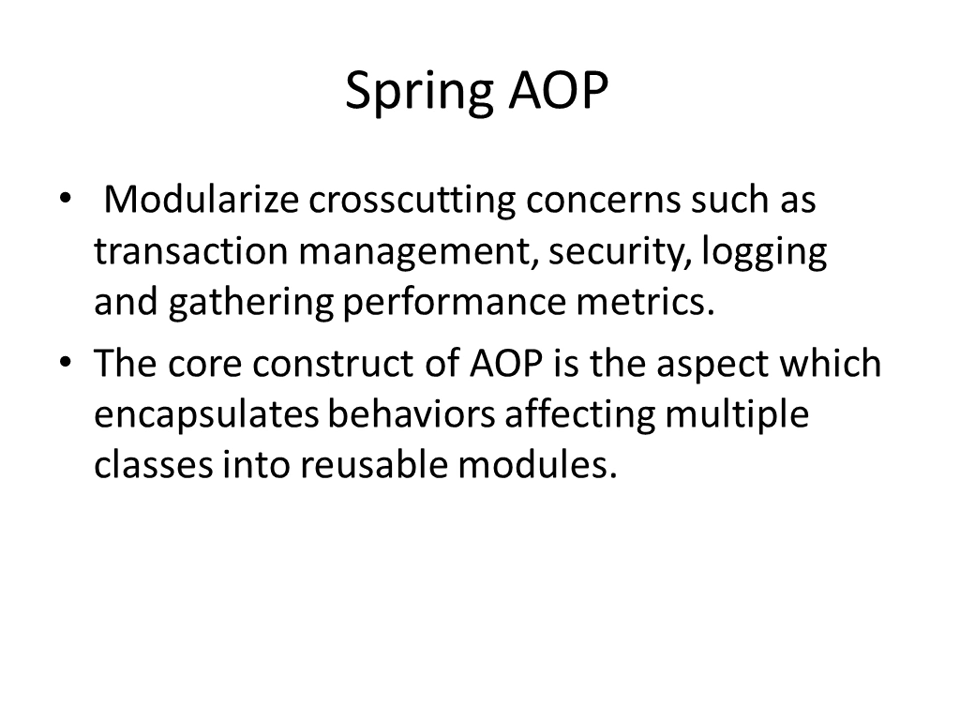 Spring AOP
• Modularize crosscutting concerns such as
transaction management, security, logging
and gathering performance metrics.
• The core construct of AOP is the aspect which
encapsulates behaviors affecting multiple
classes into reusable modules.